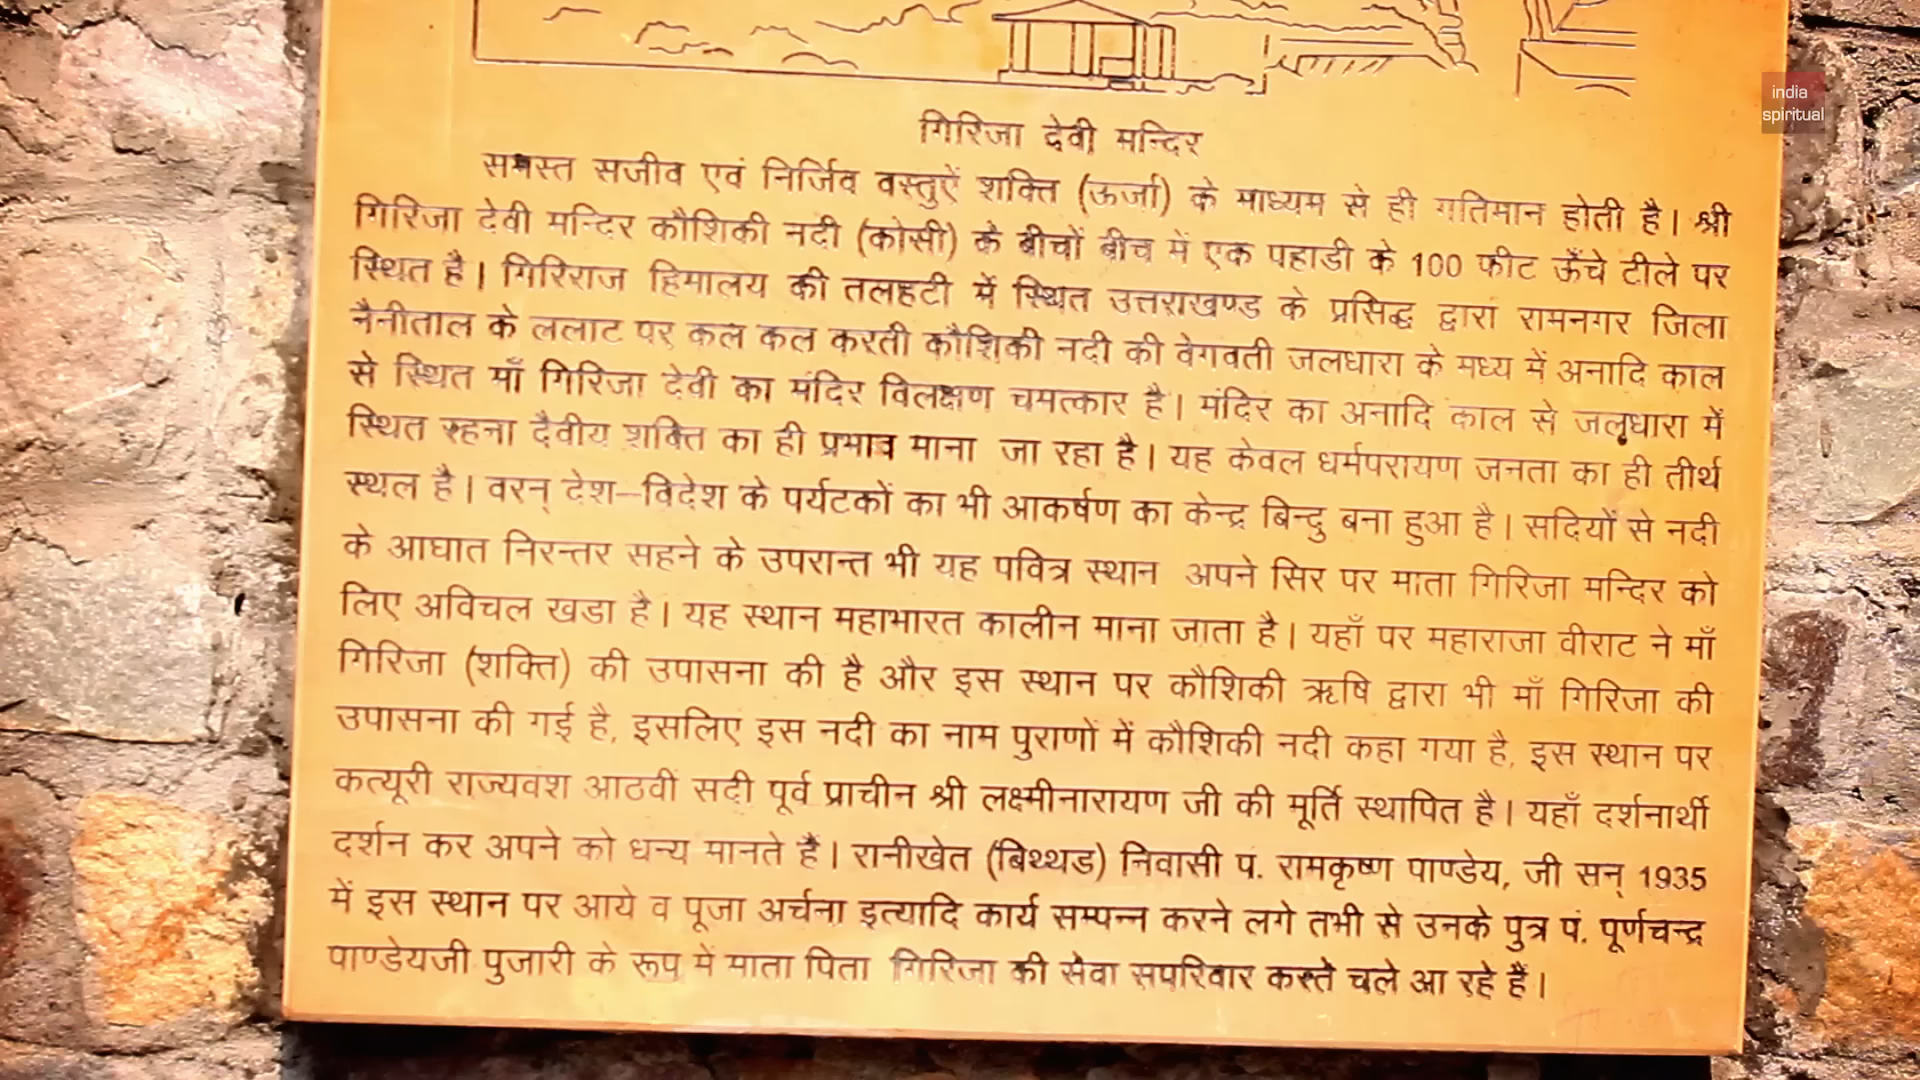 india
spiritual
गिरिजा देवी मन्दिर
समस्त सजीव एवं निर्जिव वस्तुऐं शक्ति (ऊर्जा) के माध्यम से ही गतिमान होती है। श्री
गिरिजा देवी मन्दिर कौशिकी नदी (कोसी) के बीचों बीच में एक पहाडी के 100 फीट ऊँचे टीले पर
स्थित है। गिरिराज हिमालय की तलहटी में स्थित उत्तराखण्ड के प्रसिद्ध द्वारा रामनगर जिला
नैनीताल के ललाट पर कल कल करती कौशिकी नदी की वेगवती जलधारा के मध्य में अनादि काल
से स्थित माँ गिरिजा देवी का मंदिर विलक्षण चमत्कार है। मंदिर का अनादि काल से जलधारा में
स्थित रहना दैवीय शक्ति का ही प्रभाव माना जा रहा है। यह केवल धर्मपरायण जनता का ही तीर्थ
स्थल है। वरन् देश–विदेश के पर्यटकों का भी आकर्षण का केन्द्र बिन्दु बना हुआ है। सदियों से नदी
के आघात निरन्तर सहने के उपरान्त भी यह पवित्र स्थान अपने सिर पर माता गिरिजा मन्दिर को
लिए अविचल खडा है। यह स्थान महाभारत कालीन माना जाता है। यहाँ पर महाराजा वीराट ने माँ
गिरिजा (शक्ति) की उपासना की है और इस स्थान पर कौशिकी ऋषि द्वारा भी माँ गिरिजा की
उपासना की गई है, इसलिए इस नदी का नाम पुराणों में कौशिकी नदी कहा गया है, इस स्थान पर
कत्यूरी राज्यवंश आठवीं सदी पूर्व प्राचीन श्री लक्ष्मीनारायण जी की मूर्ति स्थापित है। यहाँ दर्शनार्थी
दर्शन कर अपने को धन्य मानते हैं। रानीखेत (बिथ्थड) निवासी पं. रामकृष्ण पाण्डेय, जी सन् 1935
में इस स्थान पर आये व पूजा अर्चना इत्यादि कार्य सम्पन्न करने लगे तभी से उनके पुत्र पं. पूर्णचन्द्र
पाण्डेयजी पुजारी के रूप में माता पिता गिरिजा की सेवा सपरिवार करते चले आ रहे हैं।